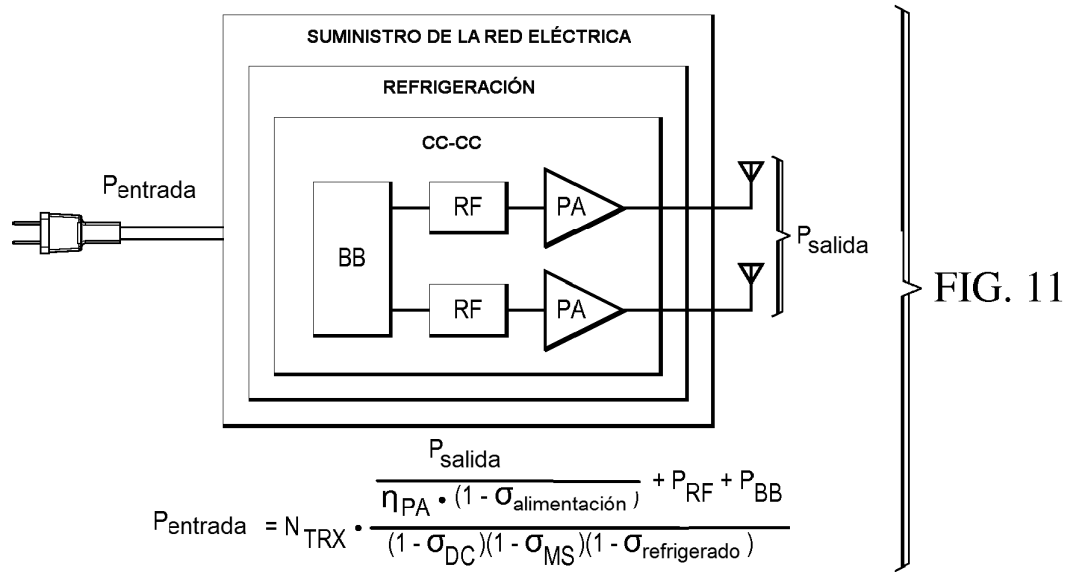 SUMINISTRO DE LA RED ELÉCTRICA
REFRIGERACIÓN
CC-CC
Pentrada
BB
RF
PA
RF
PA
Psalida
FIG. 11
Psalida
ηPA • (1 - σalimentación) + PRF + PBB
Pentrada = NTRX • (1 - σDC)(1 - σMS)(1 - σrefrigerado)